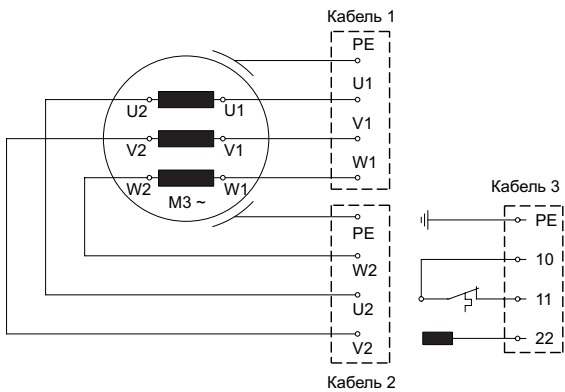 Кабель 1
PE
U1
V1
W1
U2 U1
V2 V1
W2 W1
M3 ~
PE
W2
U2
V2
Кабель 2
Кабель 3
PE
10
11
22